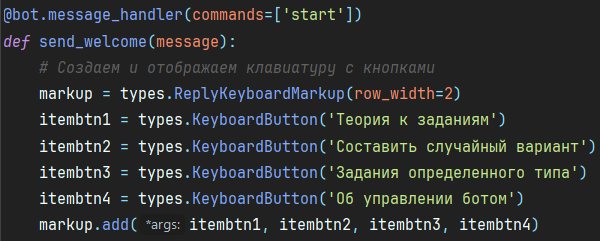 @bot.message_handler(commands=['start'])
def send_welcome(message):
# Создаем и отображаем клавиатуру с кнопками
markup = types.ReplyKeyboardMarkup(row_width=2)
itembtn1 = types.KeyboardButton('Теория к заданиям')
itembtn2 = types.KeyboardButton('Составить случайный вариант')
itembtn3 = types.KeyboardButton('Задания определенного типа')
itembtn4 = types.KeyboardButton('Об управлении ботом')
markup.add( *args: itembtn1, itembtn2, itembtn3, itembtn4)